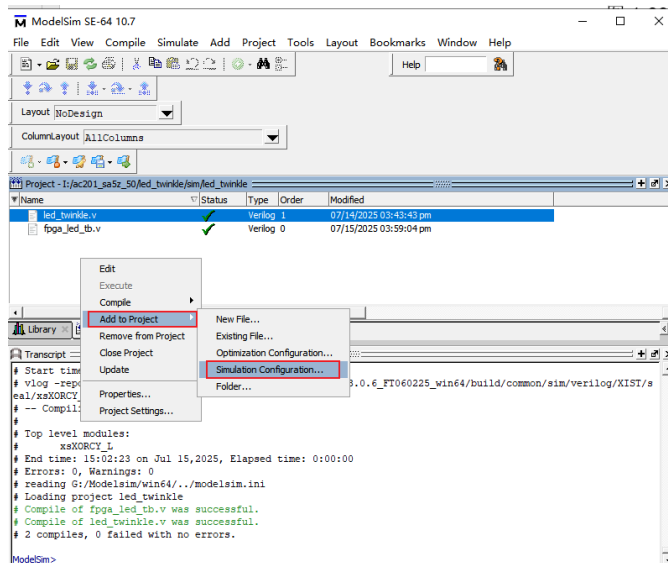 ModelSim SE-64 10.7
File Edit View Compile Simulate Add Project Tools Layout Bookmarks Window Help
Help
Layout NoDesign
ColumnLayout AllColumns
Project - I:/ac201_sa5z_50/led_twinkle/sim/led_twinkle
Name Status Type Order Modified
led_twinkle.v Verilog 1 07/14/2025 03:43:43 pm
fpga_led_tb.v Verilog 0 07/15/2025 03:59:04 pm
Edit
Execute
Compile
Add to Project
Remove from Project
Close Project
Update
Properties...
Project Settings...
New File...
Existing File...
Optimization Configuration...
Simulation Configuration...
Folder...
Library
Transcript
# Start time
# vlog -repo 3.0.6_FT060225_win64/build/common/sim/verilog/XIST/s
eal/xsXORCY
# -- Compili
#
# Top level modules:
# xsXORCY_L
# End time: 15:02:23 on Jul 15,2025, Elapsed time: 0:00:00
# Errors: 0, Warnings: 0
# reading G:/Modelsim/win64/../modelsim.ini
# Loading project led_twinkle
# Compile of fpga_led_tb.v was successful.
# Compile of led_twinkle.v was successful.
# 2 compiles, 0 failed with no errors.
ModelSim>